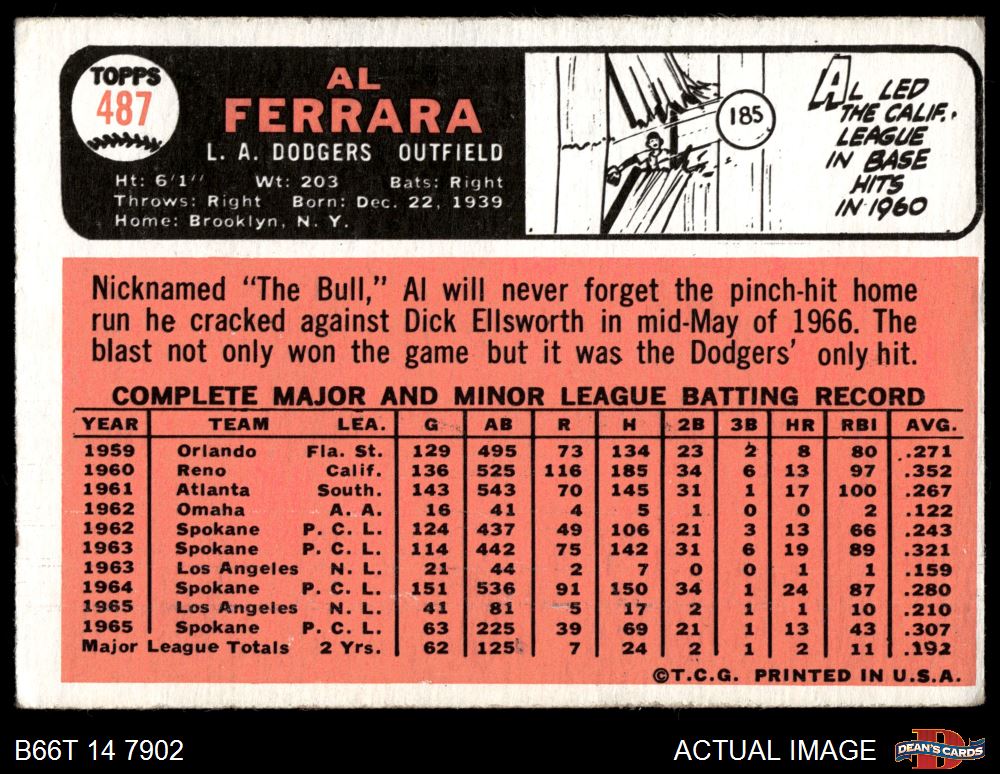 TOPPS
487
AL
FERRARA
L. A. DODGERS OUTFIELD
Ht: 6'1" Wt: 203 Bats: Right
Throws: Right Born: Dec. 22, 1939
Home: Brooklyn, N. Y.
185
AL LED
THE CALIF.
LEAGUE
IN BASE
HITS
IN 1960
Nicknamed "The Bull," Al will never forget the pinch-hit home
run he cracked against Dick Ellsworth in mid-May of 1966. The
blast not only won the game but it was the Dodgers' only hit.
COMPLETE MAJOR AND MINOR LEAGUE BATTING RECORD
YEAR TEAM LEA. G AB R H 2B 3B HR RBI AVG.
1959 Orlando Fla. St. 129 495 73 134 23 2 8 80 .271
1960 Reno Calif. 136 525 116 185 34 6 13 97 .352
1961 Atlanta South. 143 543 70 145 31 1 17 100 .267
1962 Omaha A. A. 16 41 4 5 1 0 0 2 .122
1962 Spokane P. C. L. 124 437 49 106 21 3 13 66 .243
1963 Spokane P. C. L. 114 442 75 142 31 6 19 89 .321
1963 Los Angeles N. L. 21 44 2 7 0 0 1 1 .159
1964 Spokane P. C. L. 151 536 91 150 34 1 24 87 .280
1965 Los Angeles N. L. 41 81 5 17 2 1 1 10 .210
1965 Spokane P. C. L. 63 225 39 69 21 1 13 43 .307
Major League Totals 2 Yrs. 62 125 7 24 2 1 2 11 .192
©T.C.G. PRINTED IN U.S.A.
B66T 14 7902
ACTUAL IMAGE
DEAN'S CARDS